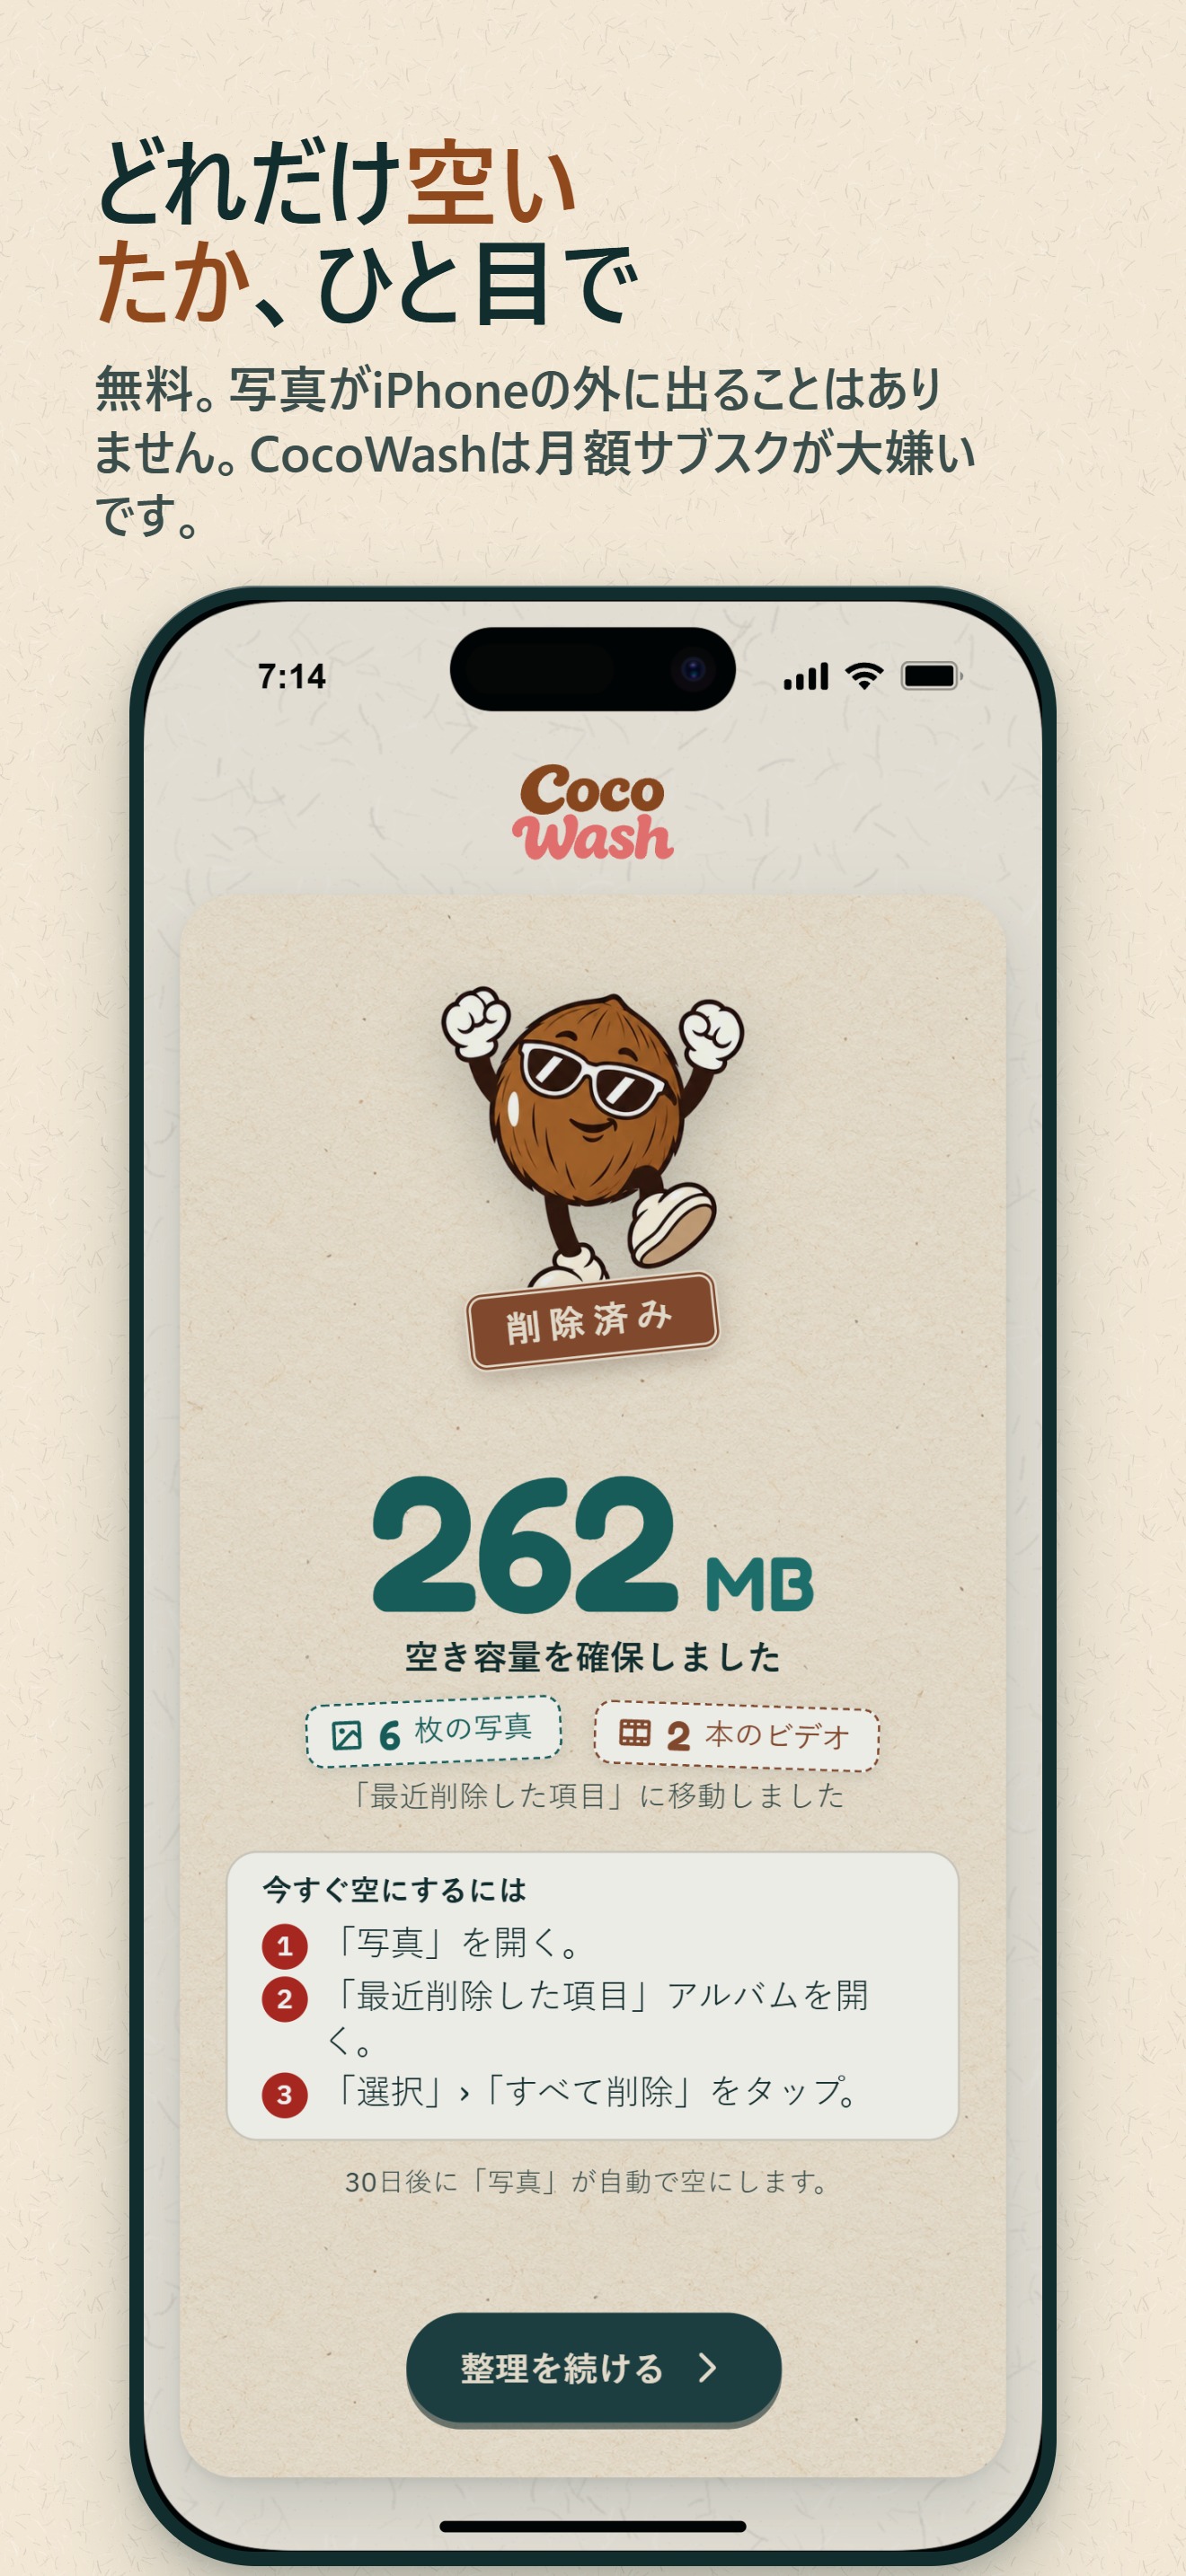 どれだけ空い
たか、ひと目で
無料。写真がiPhoneの外に出ることはあり
ません。CocoWashは月額サブスクが大嫌い
です。
7:14
Coco
Wash
削除済み
262 MB
空き容量を確保しました
6 枚の写真
2 本のビデオ
「最近削除した項目」に移動しました
今すぐ空にするには
1 「写真」を開く。
2 「最近削除した項目」アルバムを開
く。
3 「選択」›「すべて削除」をタップ。
30日後に「写真」が自動で空にします。
整理を続ける